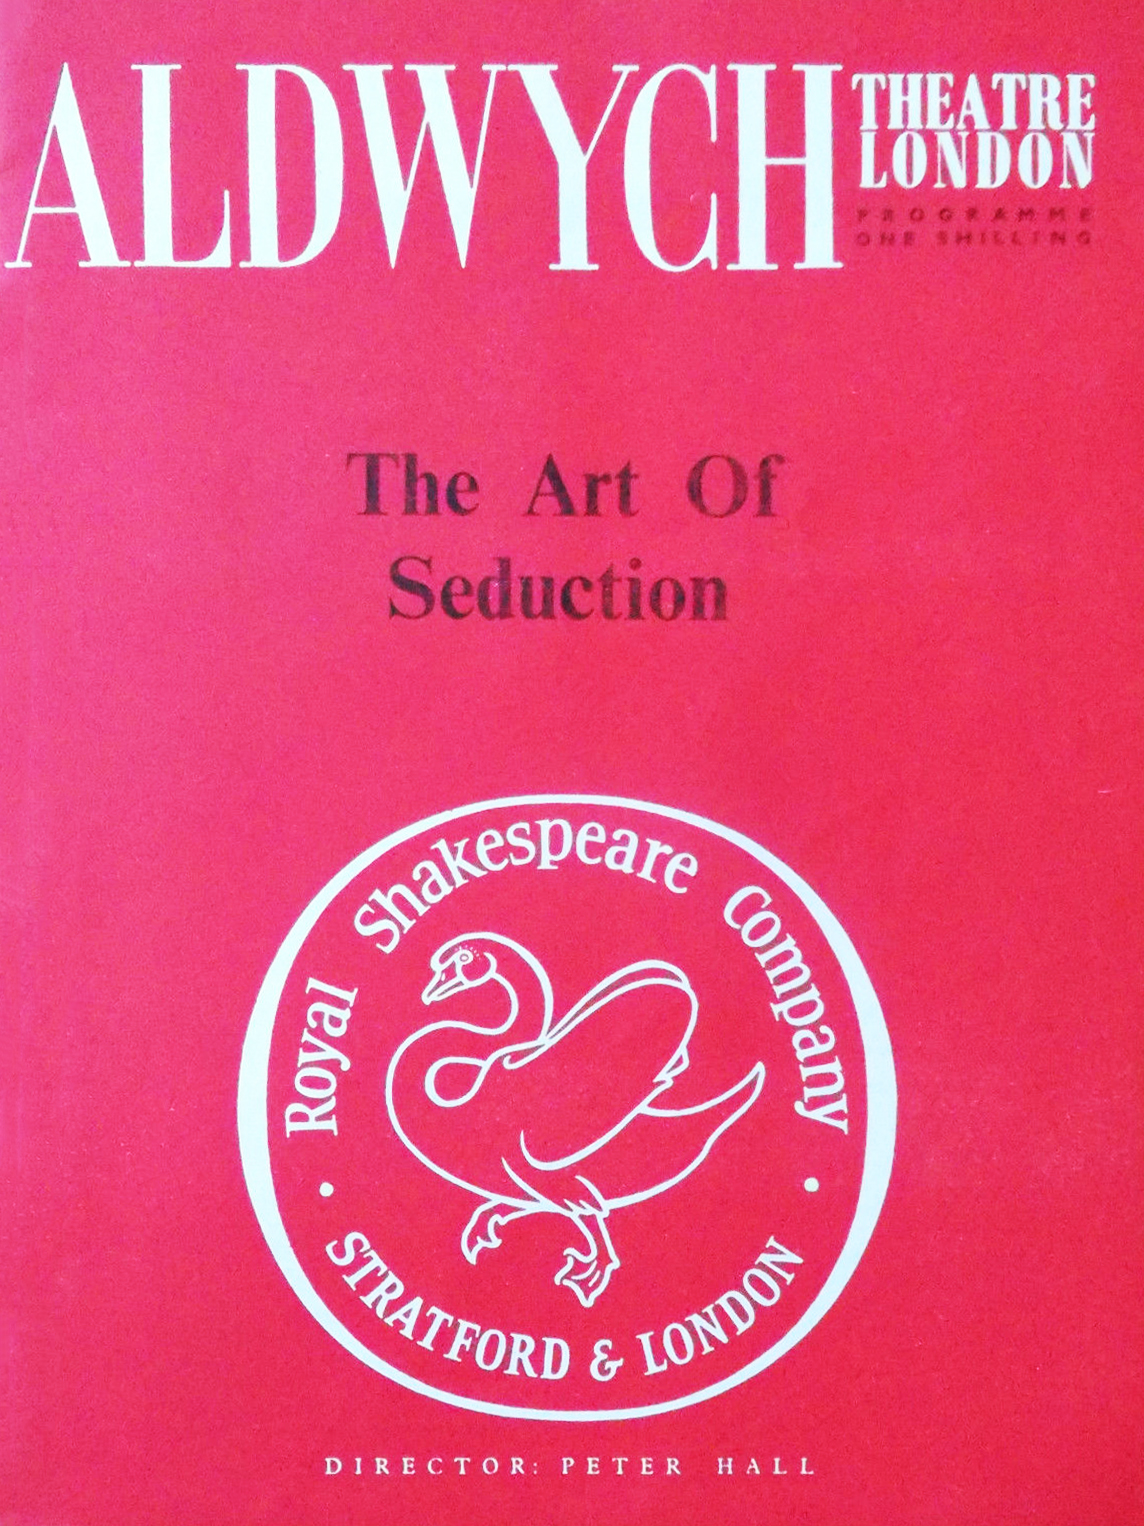 ALDWYCH
THEATRE
LONDON
PROGRAMME
ONE SHILLING
The Art Of
Seduction
Royal Shakespeare Company
• STRATFORD & LONDON •
DIRECTOR: PETER HALL